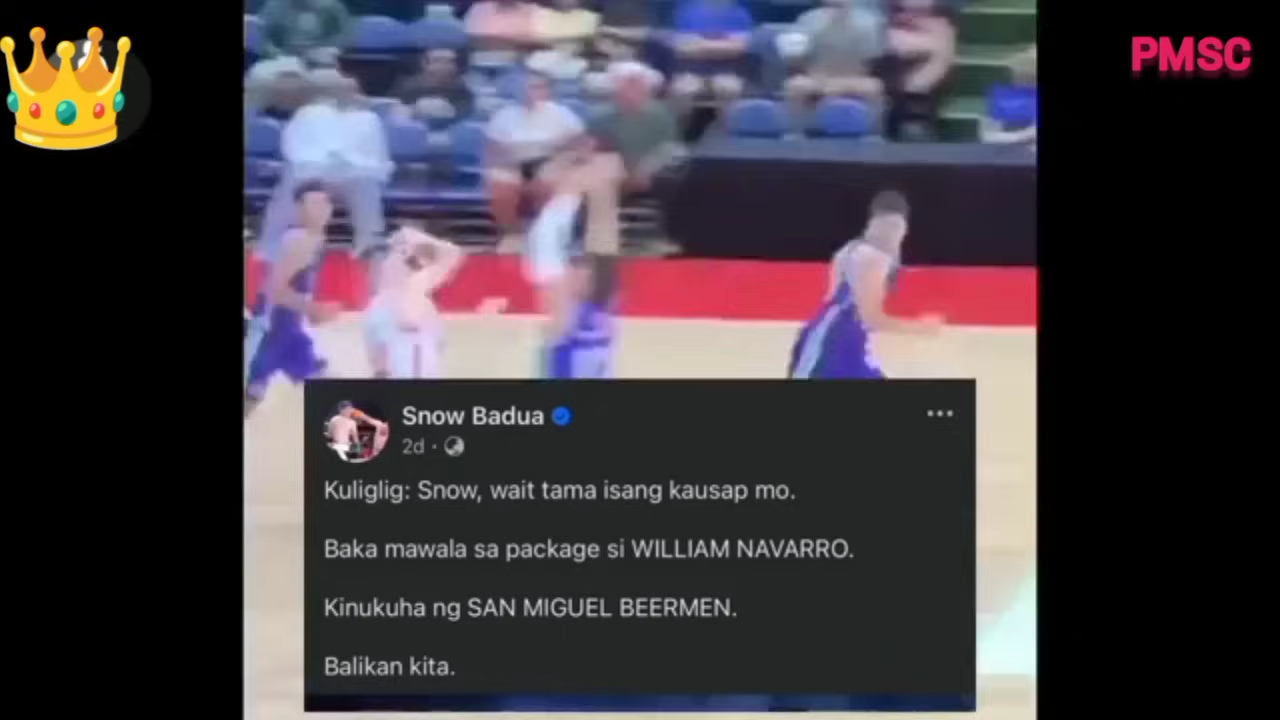 PMSC
Snow Badua
2d
Kuliglig: Snow, wait tama isang kausap mo.
Baka mawala sa package si WILLIAM NAVARRO.
Kinukuha ng SAN MIGUEL BEERMEN.
Balikan kita.